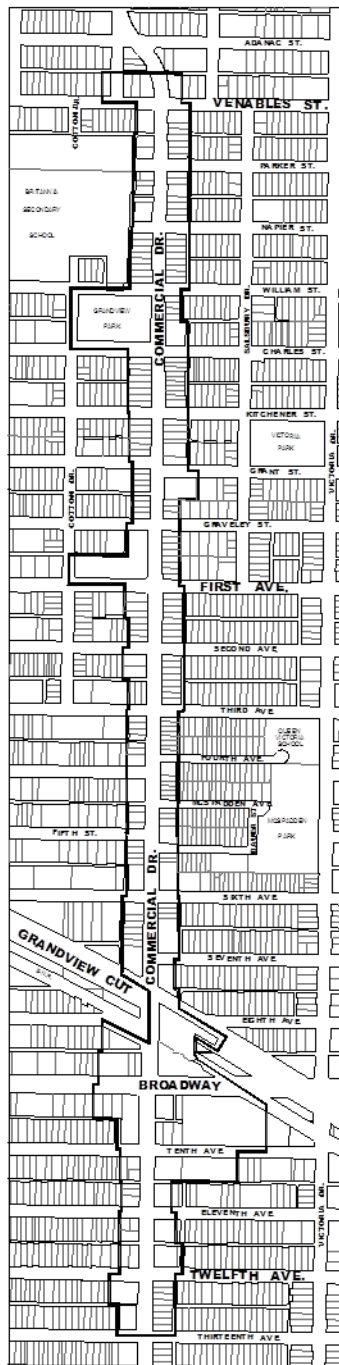 ADANAC ST.
VENABLES ST.
COTTON DR.
PARKER ST.
BRITANNIA
SECONDARY
SCHOOL
NAPIER ST.
COMMERCIAL DR.
WILLIAM ST.
SALSBURY DR.
GRANDVIEW
PARK
CHARLES ST.
KITCHENER ST.
VICTORIA
PARK
GRANT ST.
VICTORIA DR.
COTTON DR.
GRAVELEY ST.
FIRST AVE.
SECOND AVE.
THIRD AVE.
QUEEN
VICTORIA
SCHOOL
FOURTH AVE.
MCSPADDEN AVE.
FIFTH ST.
MCSPADDEN
PARK
COMMERCIAL DR.
SIXTH AVE
GRANDVIEW CUT
SEVENTH AVE.
EIGHTH AVE.
BROADWAY
TENTH AVE
ELEVENTH AVE.
VICTORIA DR.
TWELFTH AVE.
THIRTEENTH AVE.